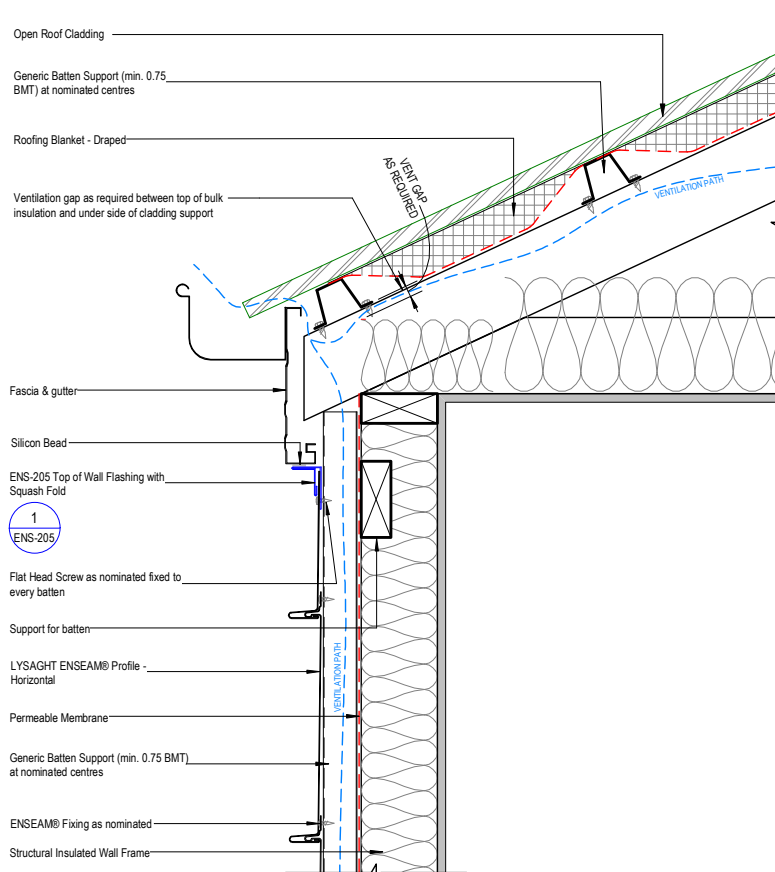 Open Roof Cladding
Generic Batten Support (min. 0.75
BMT) at nominated centres
Roofing Blanket - Draped
VENT GAP
AS REQUIRED
Ventilation gap as required between top of bulk
insulation and under side of cladding support
VENTILATION PATH
Fascia & gutter
Silicon Bead
ENS-205 Top of Wall Flashing with
Squash Fold
1
ENS-205
Flat Head Screw as nominated fixed to
every batten
Support for batten
LYSAGHT ENSEAM® Profile -
Horizontal
VENTILATION PATH
Permeable Membrane
Generic Batten Support (min. 0.75 BMT)
at nominated centres
ENSEAM® Fixing as nominated
Structural Insulated Wall Frame